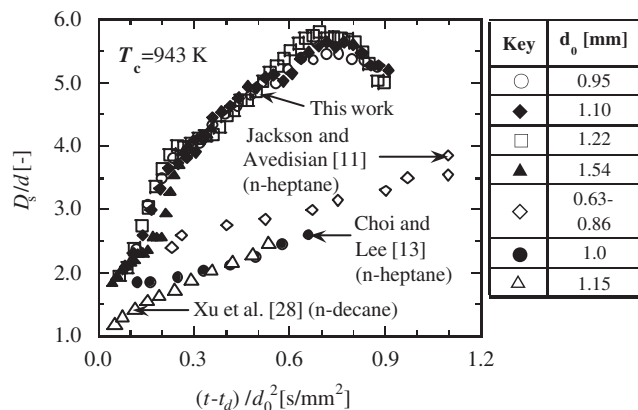 T_c=943 K
6.0
5.0
4.0
3.0
2.0
1.0
D_s/d [-]
This work
Jackson and
Avedisian [11]
(n-heptane)
Choi and
Lee [13]
(n-heptane)
Xu et al. [28] (n-decane)
0.0 0.3 0.6 0.9 1.2
(t-t_d) /d_0^2 [s/mm^2]
Key d_0 [mm]
0.95
1.10
1.22
1.54
0.63-
0.86
1.0
1.15